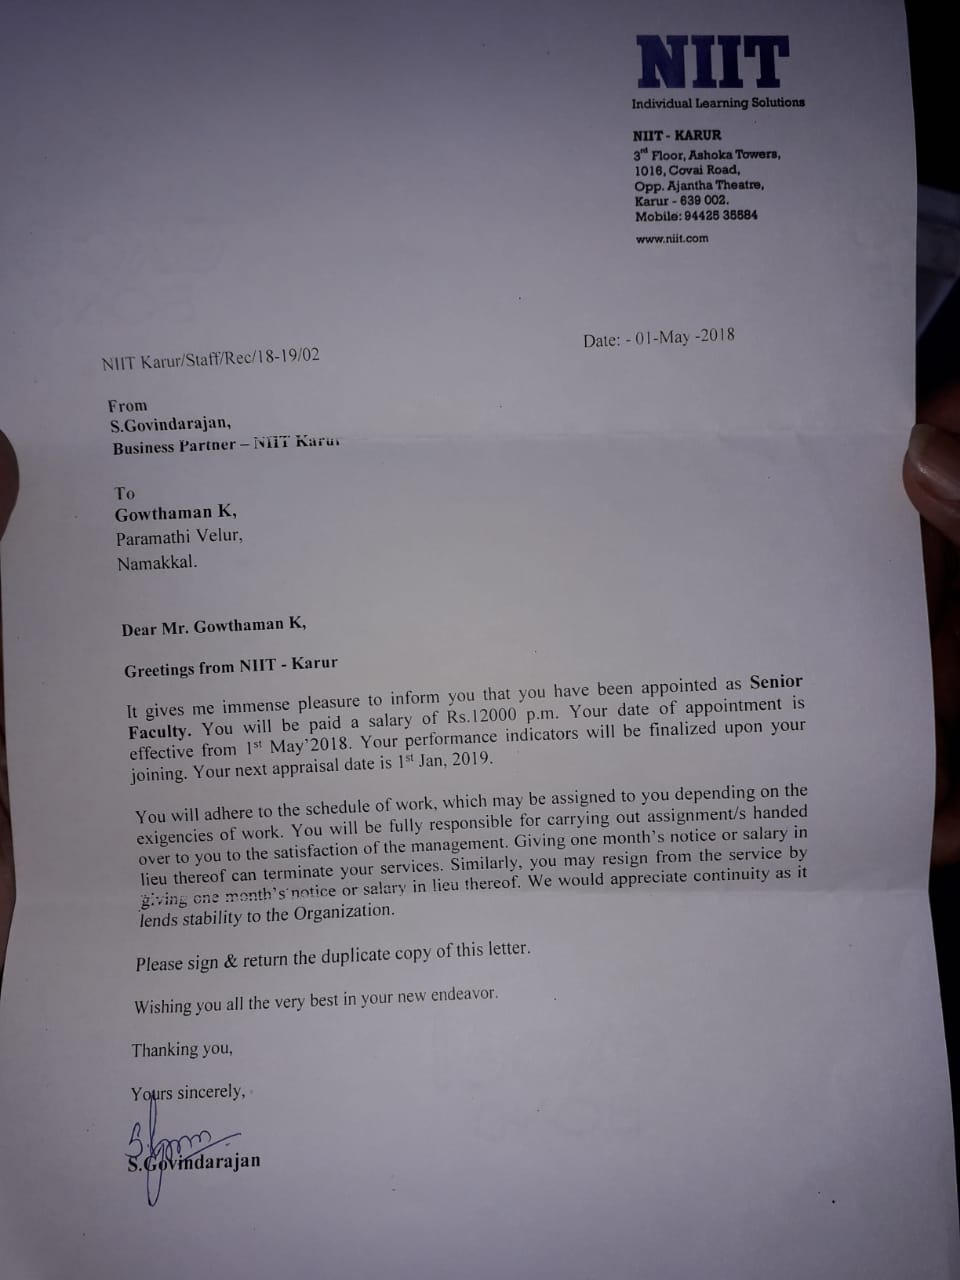 NIIT
Individual Learning Solutions
NIIT - KARUR
3rd Floor, Ashoka Towers,
1016, Covai Road,
Opp. Ajantha Theatre,
Karur - 639 002.
Mobile: 94425 35584
www.niit.com
NIIT Karur/Staff/Rec/18-19/02
Date: - 01-May -2018
From
S.Govindarajan,
Business Partner – NIIT Karur
To
Gowthaman K,
Paramathi Velur,
Namakkal.
Dear Mr. Gowthaman K,
Greetings from NIIT - Karur
It gives me immense pleasure to inform you that you have been appointed as Senior
Faculty. You will be paid a salary of Rs.12000 p.m. Your date of appointment is
effective from 1st May'2018. Your performance indicators will be finalized upon your
joining. Your next appraisal date is 1st Jan, 2019.
You will adhere to the schedule of work, which may be assigned to you depending on the
exigencies of work. You will be fully responsible for carrying out assignment/s handed
over to you to the satisfaction of the management. Giving one month's notice or salary in
lieu thereof can terminate your services. Similarly, you may resign from the service by
giving one month's notice or salary in lieu thereof. We would appreciate continuity as it
lends stability to the Organization.
Please sign & return the duplicate copy of this letter.
Wishing you all the very best in your new endeavor.
Thanking you,
Yours sincerely,
S.Govindarajan